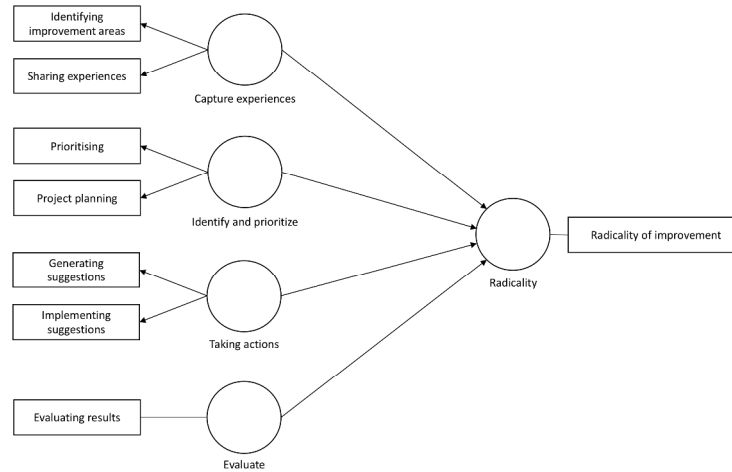 Identifying
improvement areas
Sharing experiences
Capture experiences
Prioritising
Project planning
Identify and prioritize
Generating
suggestions
Implementing
suggestions
Taking actions
Evaluating results
Evaluate
Radicality
Radicality of improvement